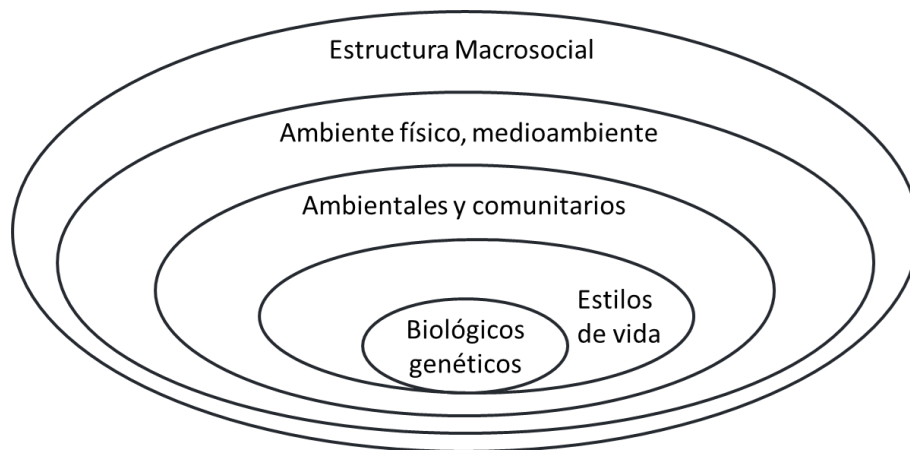 Estructura Macrosocial
Ambiente físico, medioambiente
Ambientales y comunitarios
Estilos
de vida
Biológicos
genéticos